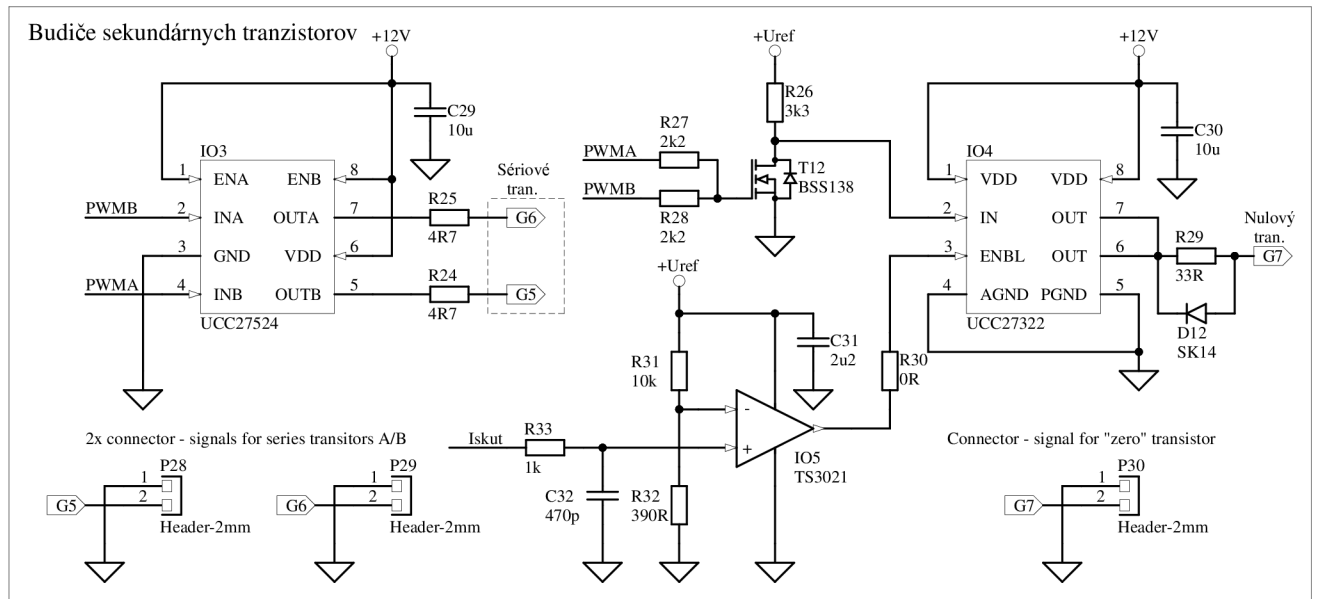 Budiče sekundárnych tranzistorov
+12V
C29
10u
IO3
1 ENA ENB 8
PWMB 2 INA OUTA 7
3 GND VDD 6
PWMA 4 INB OUTB 5
UCC27524
R25
4R7
R24
4R7
Sériové
tran.
G6
G5
+Uref
R26
3k3
R27
2k2
PWMA
PWMB
R28
2k2
T12
BSS138
+12V
C30
10u
IO4
1 VDD VDD 8
2 IN OUT 7
3 ENBL OUT 6
4 AGND PGND 5
UCC27322
R29
33R
D12
SK14
Nulový
tran.
G7
+Uref
R31
10k
C31
2u2
R30
0R
-
+
IO5
TS3021
Iskut
R33
1k
C32
470p
R32
390R
2x connector - signals for series transitors A/B
P28
1
2
G5
Header-2mm
P29
1
2
G6
Header-2mm
Connector - signal for "zero" transistor
P30
1
2
G7
Header-2mm